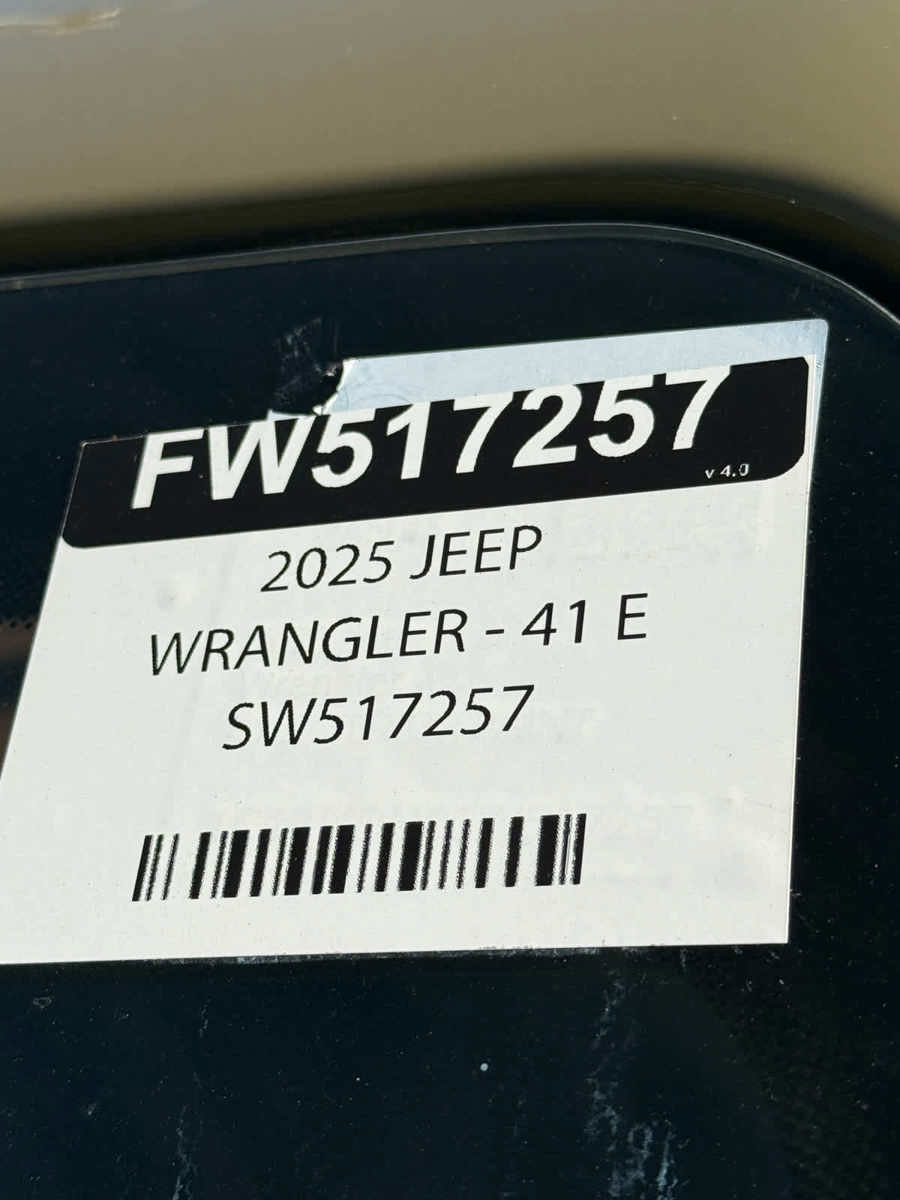 FW517257
v 4.0
2025 JEEP
WRANGLER - 41 E
SW517257